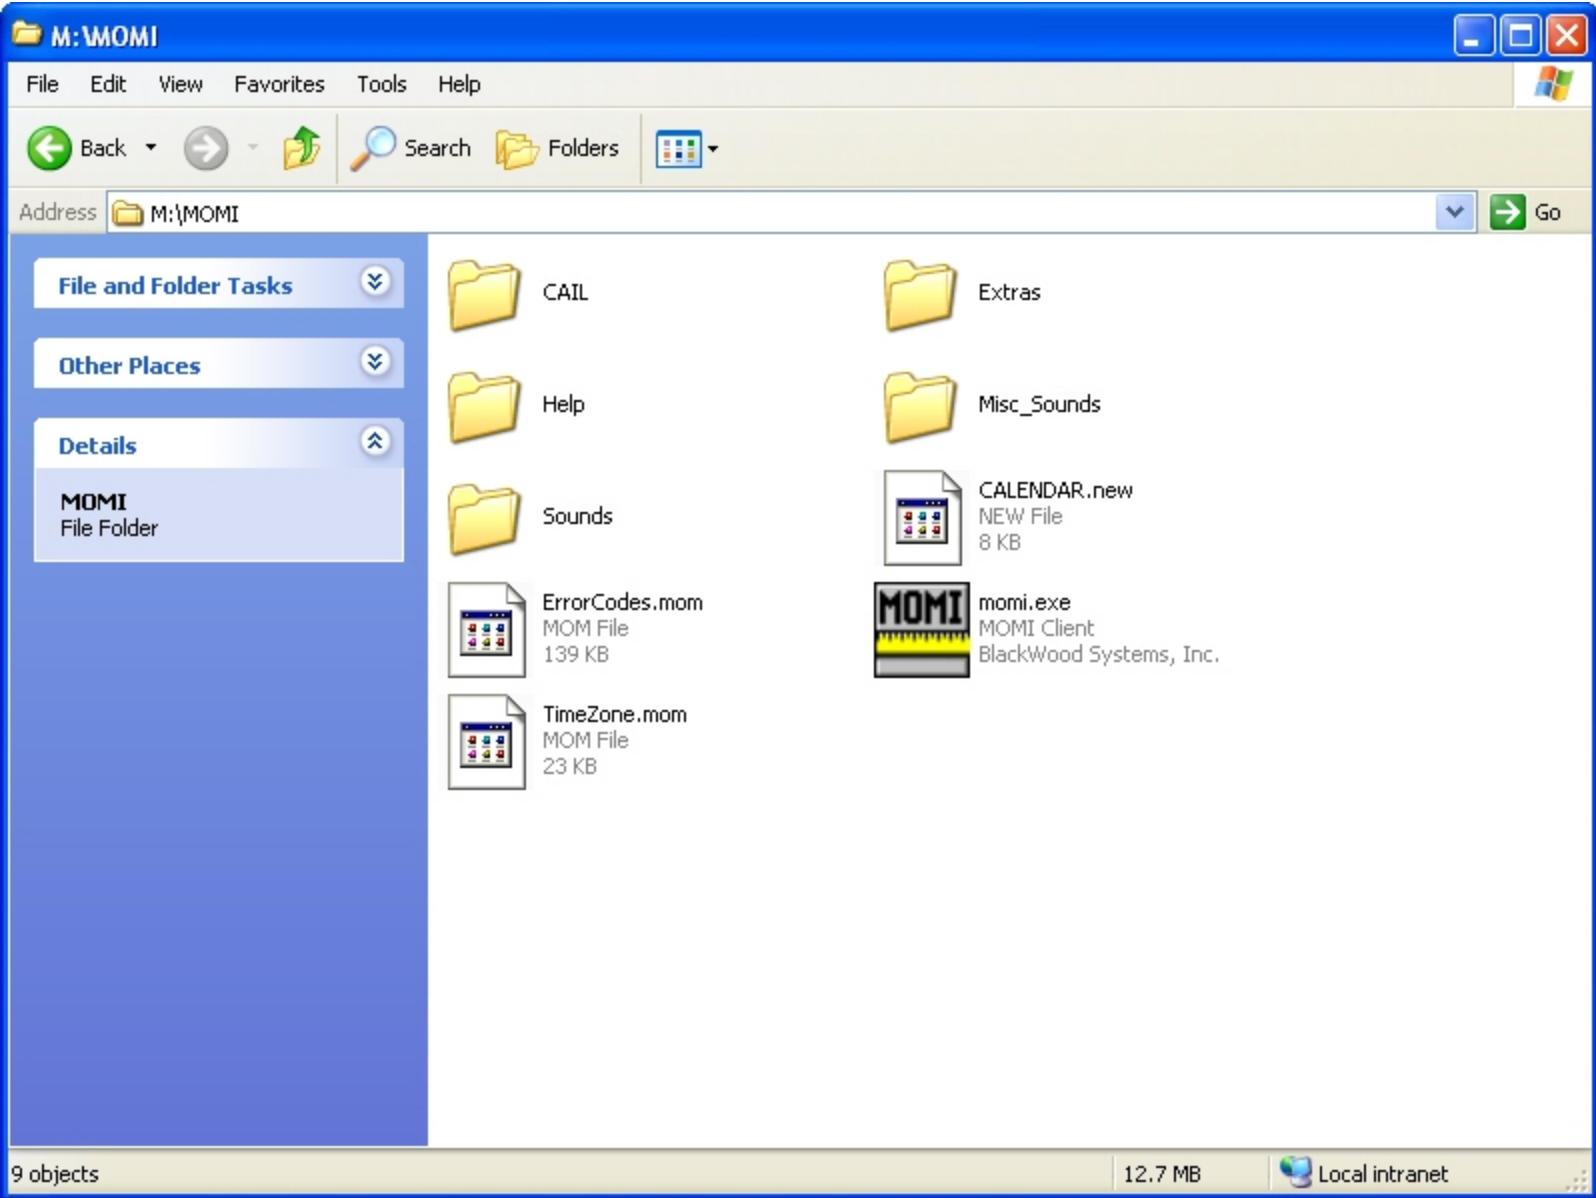 M:\MOMI
File Edit View Favorites Tools Help
Back Search Folders
Address M:\MOMI Go
File and Folder Tasks
Other Places
Details
MOMI
File Folder
CAIL
Extras
Help
Misc_Sounds
Sounds
CALENDAR.new
NEW File
8 KB
ErrorCodes.mom
MOM File
139 KB
MOMI
momi.exe
MOMI Client
BlackWood Systems, Inc.
TimeZone.mom
MOM File
23 KB
9 objects 12.7 MB Local intranet